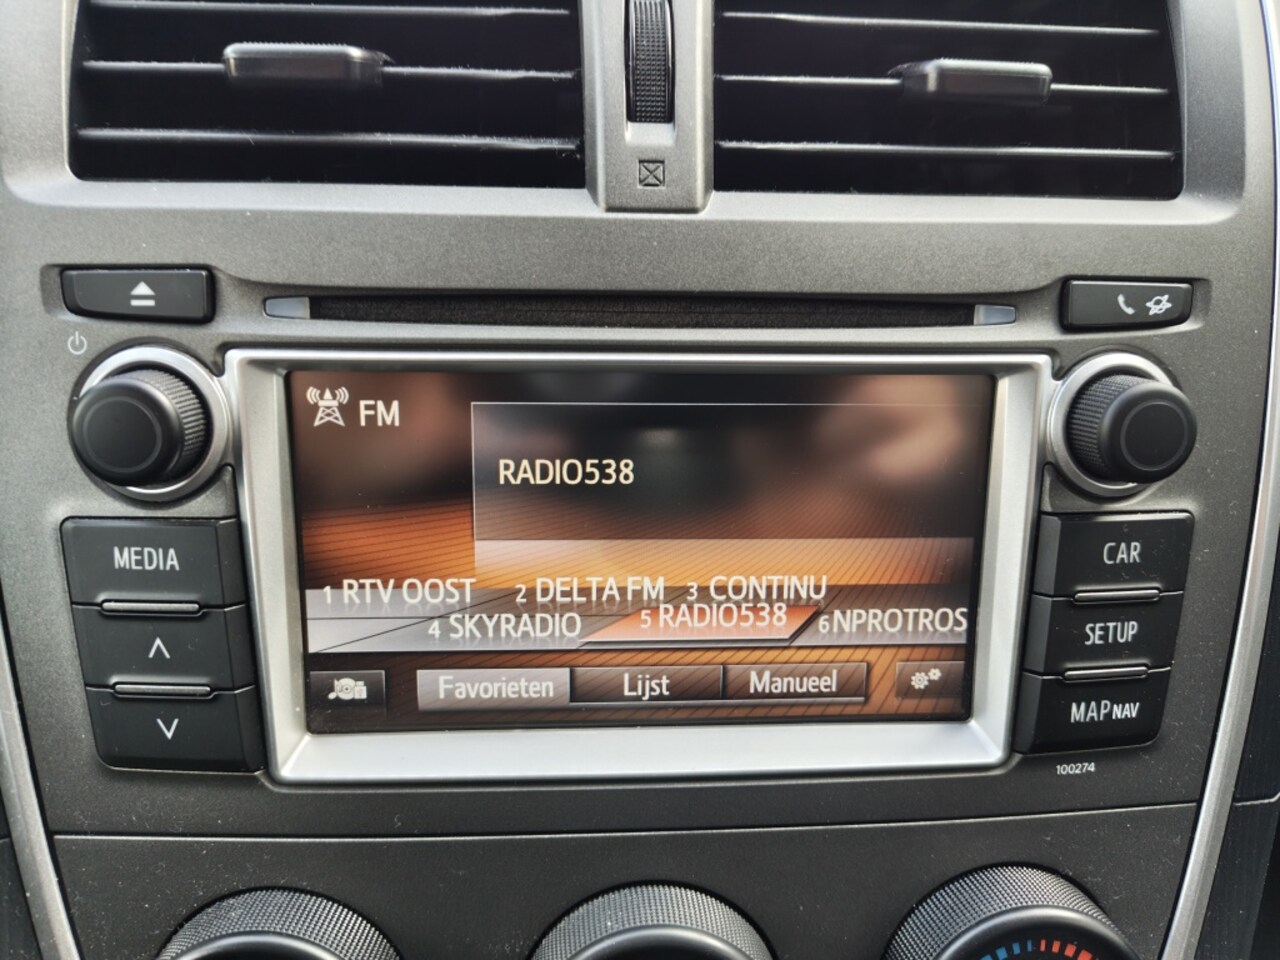 FM
RADIO538
1 RTV OOST 2 DELTA FM 3 CONTINU
4 SKYRADIO 5 RADIO538 6 NPROTROS
Favorieten Lijst Manueel
MEDIA
CAR
SETUP
MAP NAV
100274